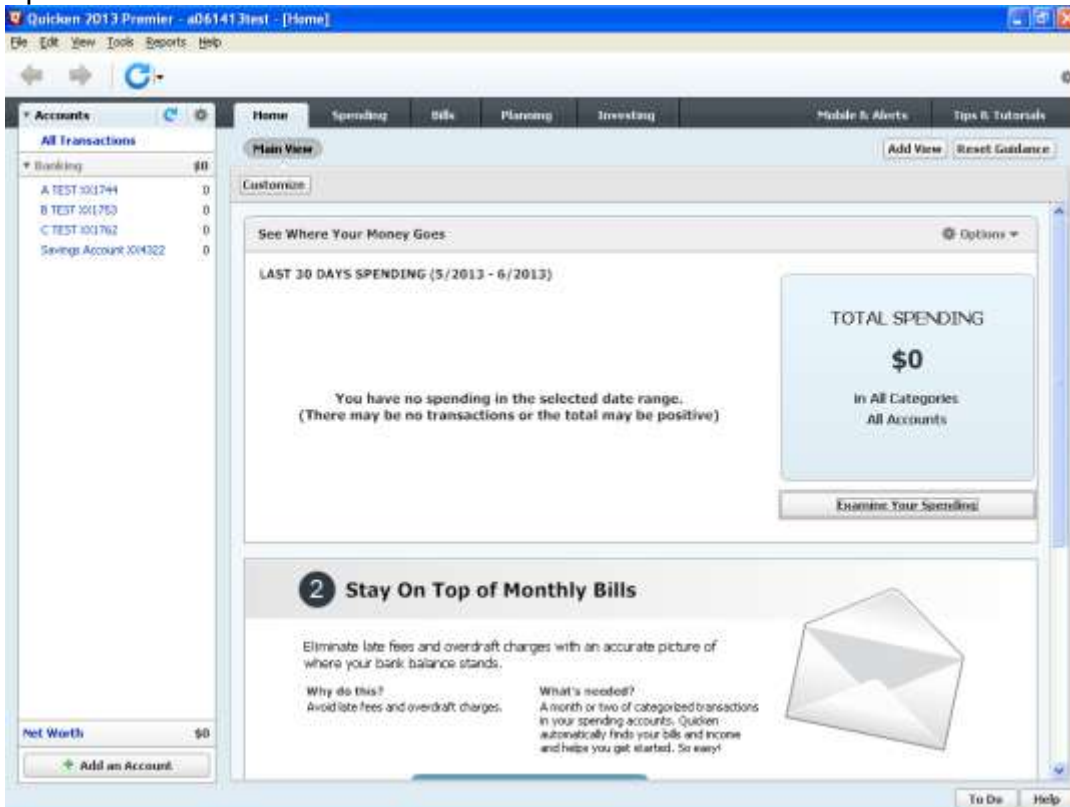 Quicken 2013 Premier - a061413test - [Home]
File Edit View Tools Reports Help
Accounts
All Transactions
Banking $0
A TEST XX1744 0
B TEST XX1753 0
C TEST XX1762 0
Savings Account XX4322 0
Net Worth $0
Add an Account
Home Spending Bills Planning Investing Mobile & Alerts Tips & Tutorials
Main View Add View Reset Guidance
Customize
See Where Your Money Goes Options
LAST 30 DAYS SPENDING (5/2013 - 6/2013)
You have no spending in the selected date range.
(There may be no transactions or the total may be positive)
TOTAL SPENDING
$0
in All Categories
All Accounts
Examine Your Spending
2 Stay On Top of Monthly Bills
Eliminate late fees and overdraft charges with an accurate picture of
where your bank balance stands.
Why do this?
Avoid late fees and overdraft charges.
What's needed?
A month or two of categorized transactions
in your spending accounts. Quicken
automatically finds your bills and income
and helps you get started. So easy!
To Do Help